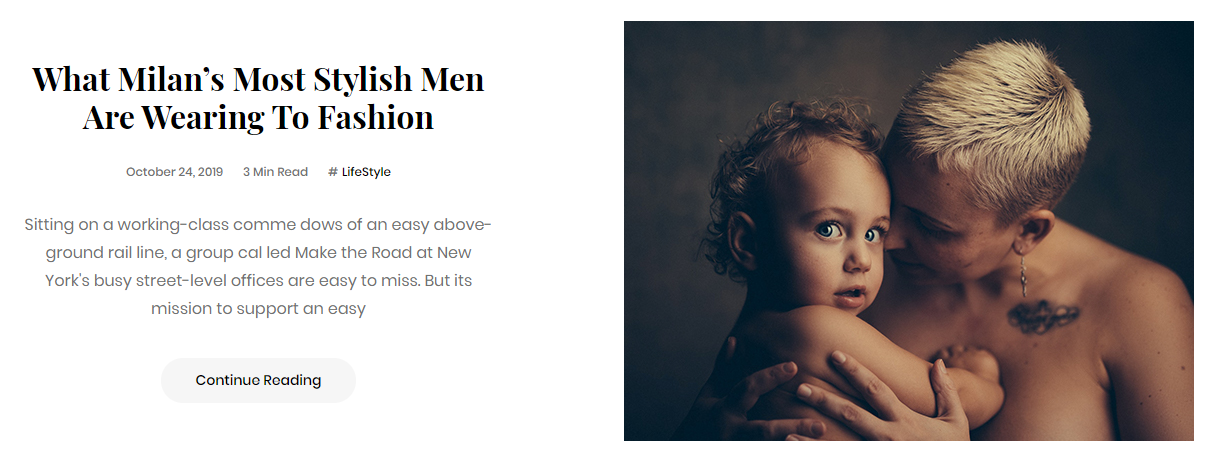 What Milan’s Most Stylish Men
Are Wearing To Fashion
October 24, 2019 3 Min Read # LifeStyle
Sitting on a working-class comme dows of an easy above-
ground rail line, a group cal led Make the Road at New
York's busy street-level offices are easy to miss. But its
mission to support an easy
Continue Reading